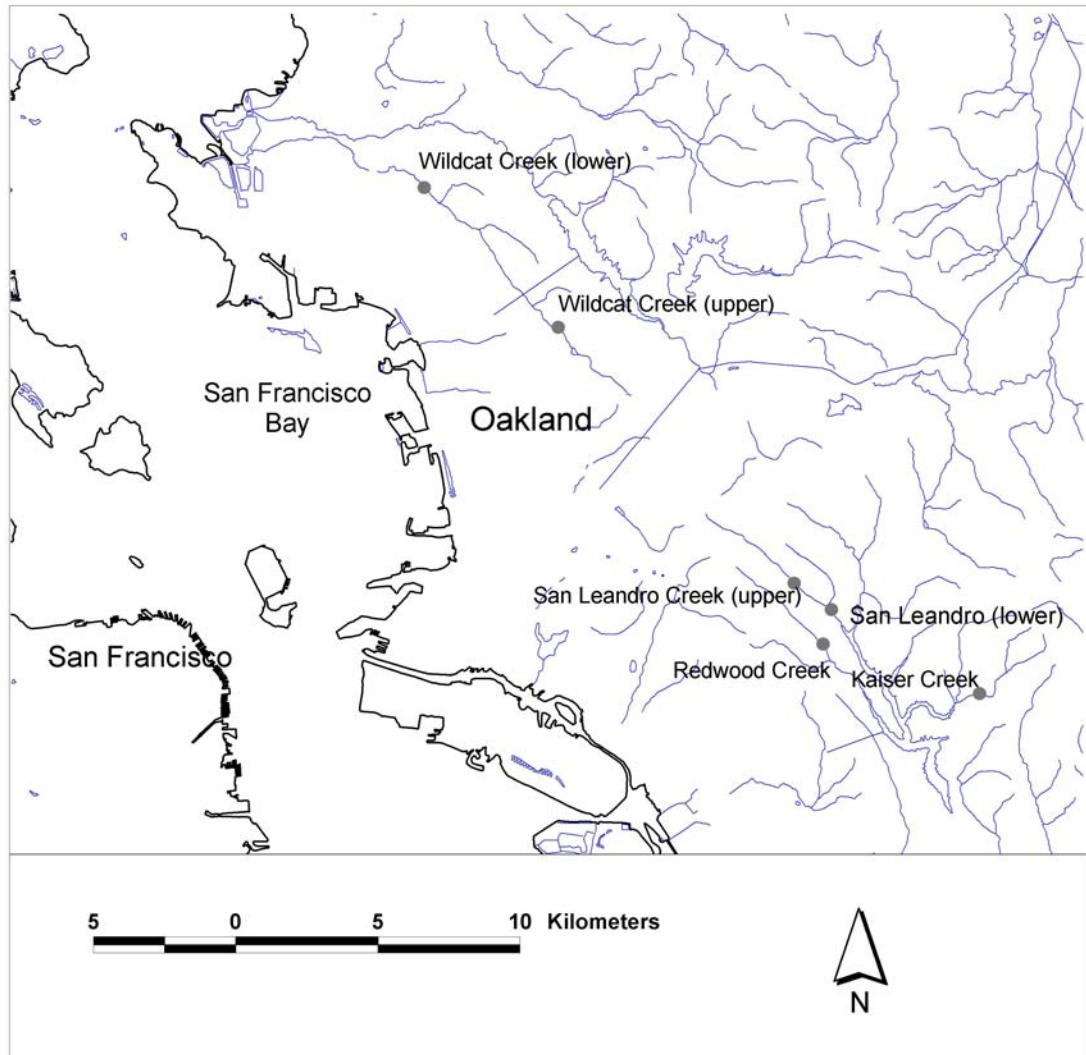 Wildcat Creek (lower)
Wildcat Creek (upper)
San Francisco
Bay
Oakland
San Leandro Creek (upper)
San Leandro (lower)
San Francisco
Redwood Creek
Kaiser Creek
5 0 5 10 Kilometers
N